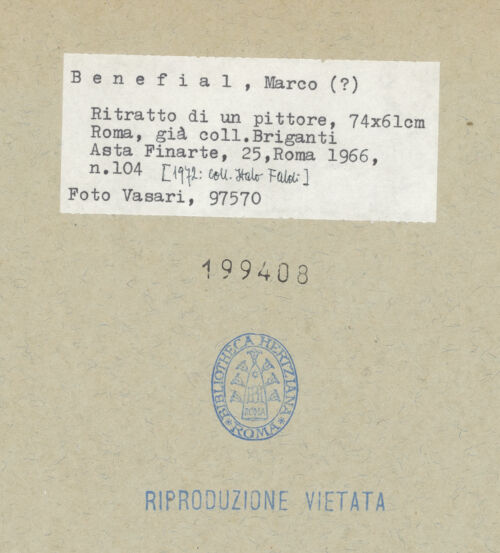 B e n e f i a l , Marco (?)
Ritratto di un pittore, 74x61cm
Roma, già coll.Briganti
Asta Finarte, 25,Roma 1966,
n.104 [1972: coll. Italo Faldi]
Foto Vasari, 97570
199408
BIBLIOTHECA HERTZIANA
ROMA
ROMA
RIPRODUZIONE VIETATA